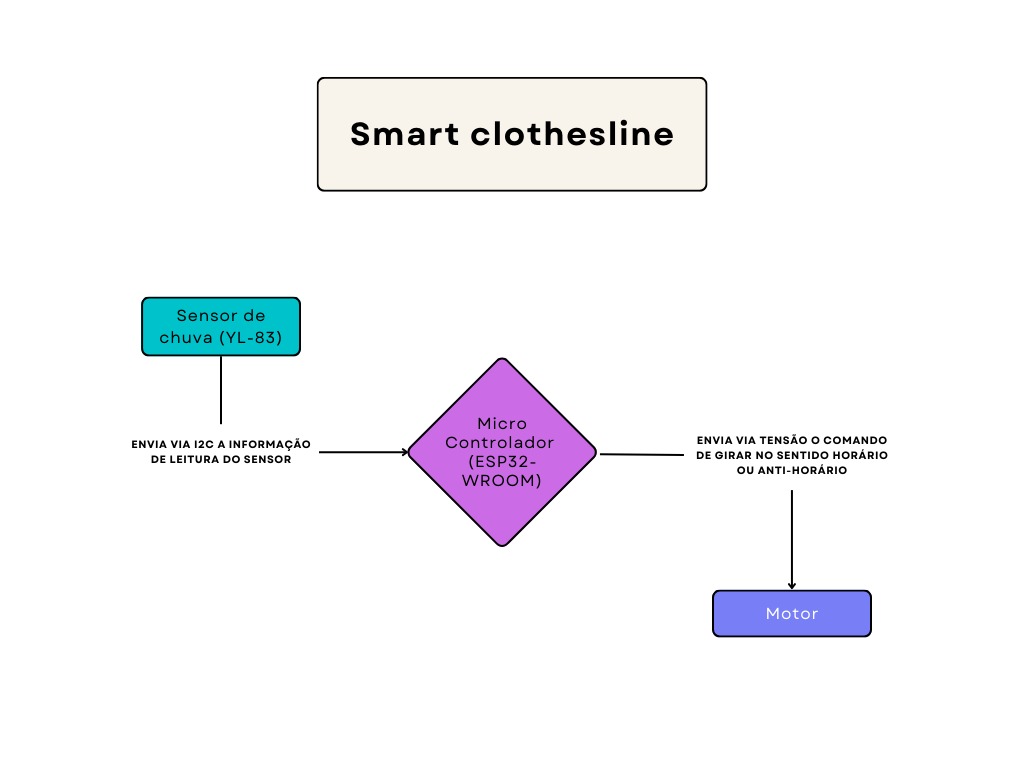 Smart clothesline
Sensor de
chuva (YL-83)
ENVIA VIA I2C A INFORMAÇÃO
DE LEITURA DO SENSOR
Micro
Controlador
(ESP32-
WROOM)
ENVIA VIA TENSÃO O COMANDO
DE GIRAR NO SENTIDO HORÁRIO
OU ANTI-HORÁRIO
Motor